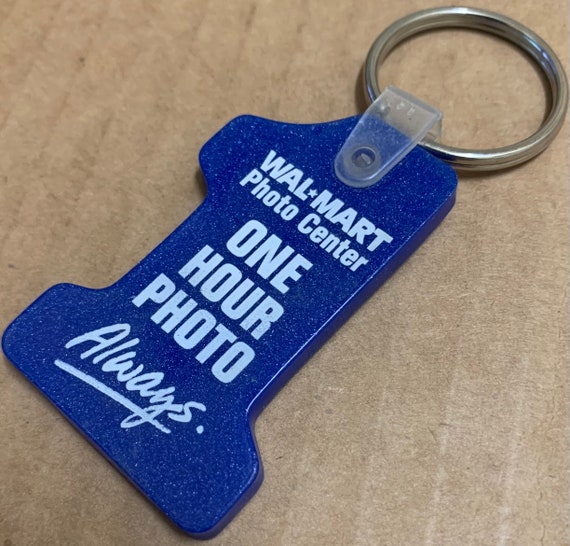 WAL★MART
Photo Center
ONE
HOUR
PHOTO
Always.